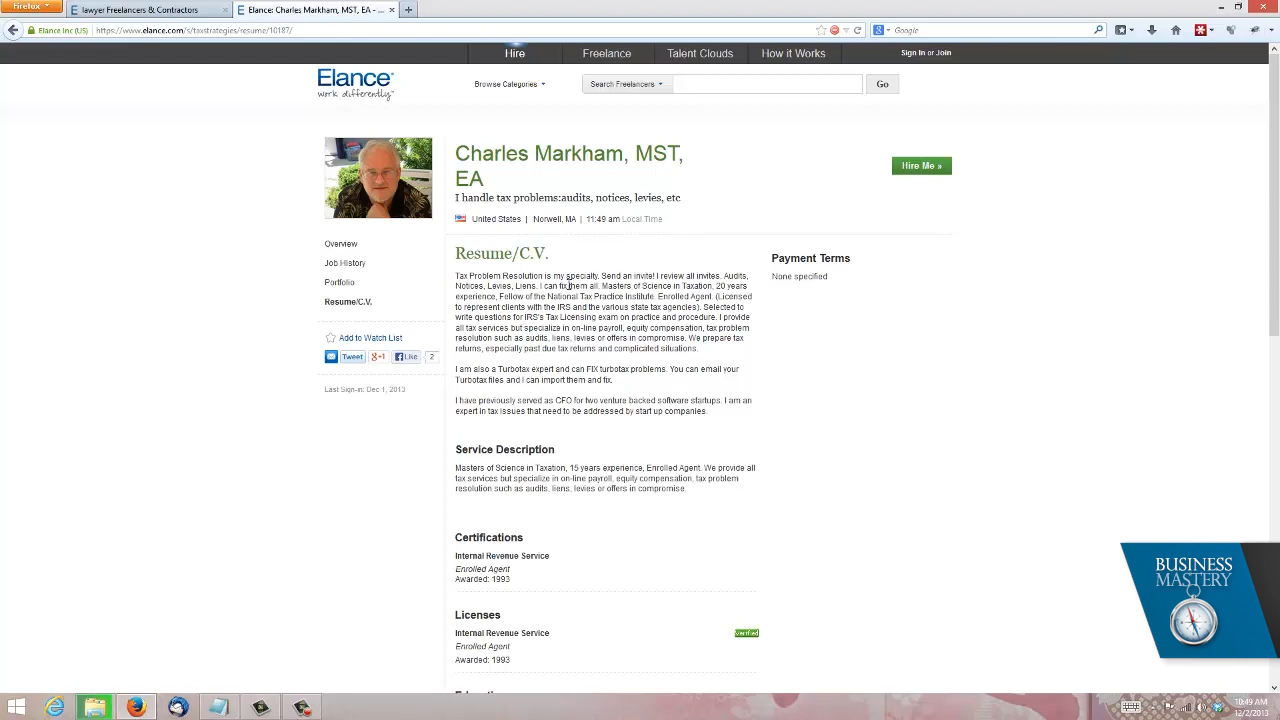 Firefox
lawyer Freelancers & Contractors
Elance: Charles Markham, MST, EA - ...
Elance Inc (US)
https://www.elance.com/s/taxstrategies/resume/10187/
Google
Hire
Freelance
Talent Clouds
How it Works
Sign In or Join
Elance
work differently
Browse Categories
Search Freelancers
Go
Charles Markham, MST,
EA
Hire Me »
I handle tax problems:audits, notices, levies, etc
United States | Norwell, MA | 11:49 am Local Time
Overview
Job History
Portfolio
Resume/C.V.
Add to Watch List
Tweet
+1
Like
2
Last Sign-in: Dec 1, 2013
Resume/C.V.
Tax Problem Resolution is my specialty. Send an invite! I review all invites. Audits,
Notices, Levies, Liens. I can fix them all. Masters of Science in Taxation, 20 years
experience, Fellow of the National Tax Practice Institute. Enrolled Agent. (Licensed
to represent clients with the IRS and the various state tax agencies). Selected to
write questions for IRS's Tax Licensing exam on practice and procedure. I provide
all tax services but specialize in on-line payroll, equity compensation, tax problem
resolution such as audits, liens, levies or offers in compromise. We prepare tax
returns, especially past due tax returns and complicated situations.
I am also a Turbotax expert and can FIX turbotax problems. You can email your
Turbotax files and I can import them and fix.
I have previously served as CFO for two venture backed software startups. I am an
expert in tax issues that need to be addressed by start up companies.
Payment Terms
None specified
Service Description
Masters of Science in Taxation, 15 years experience, Enrolled Agent. We provide all
tax services but specialize in on-line payroll, equity compensation, tax problem
resolution such as audits, liens, levies or offers in compromise.
Certifications
Internal Revenue Service
Enrolled Agent
Awarded: 1993
Licenses
Internal Revenue Service
Verified
Enrolled Agent
Awarded: 1993
BUSINESS
MASTERY
10:49 AM
12/2/2013